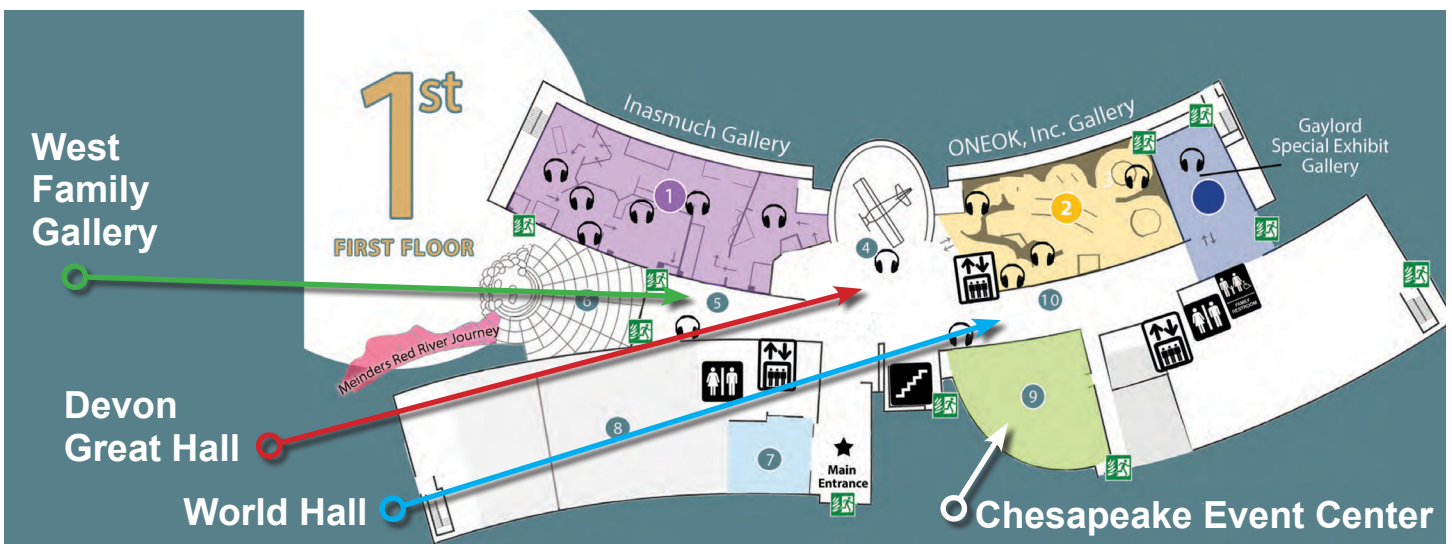 1st
FIRST FLOOR
Inasmuch Gallery
ONEOK, Inc. Gallery
Gaylord
Special Exhibit
Gallery
West
Family
Gallery
1
2
3
4
5
6
10
FAMILY
RESTROOM
Meinders Red River Journey
Devon
Great Hall
8
9
7
Main
Entrance
World Hall
Chesapeake Event Center